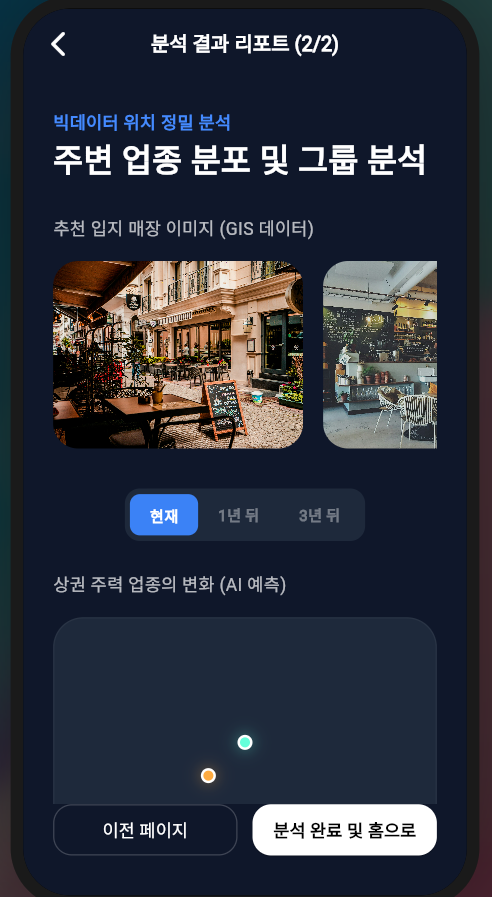 분석 결과 리포트 (2/2)
빅데이터 위치 정밀 분석
주변 업종 분포 및 그룹 분석
추천 입지 매장 이미지 (GIS 데이터)
현재
1년 뒤
3년 뒤
상권 주력 업종의 변화 (AI 예측)
이전 페이지
분석 완료 및 홈으로